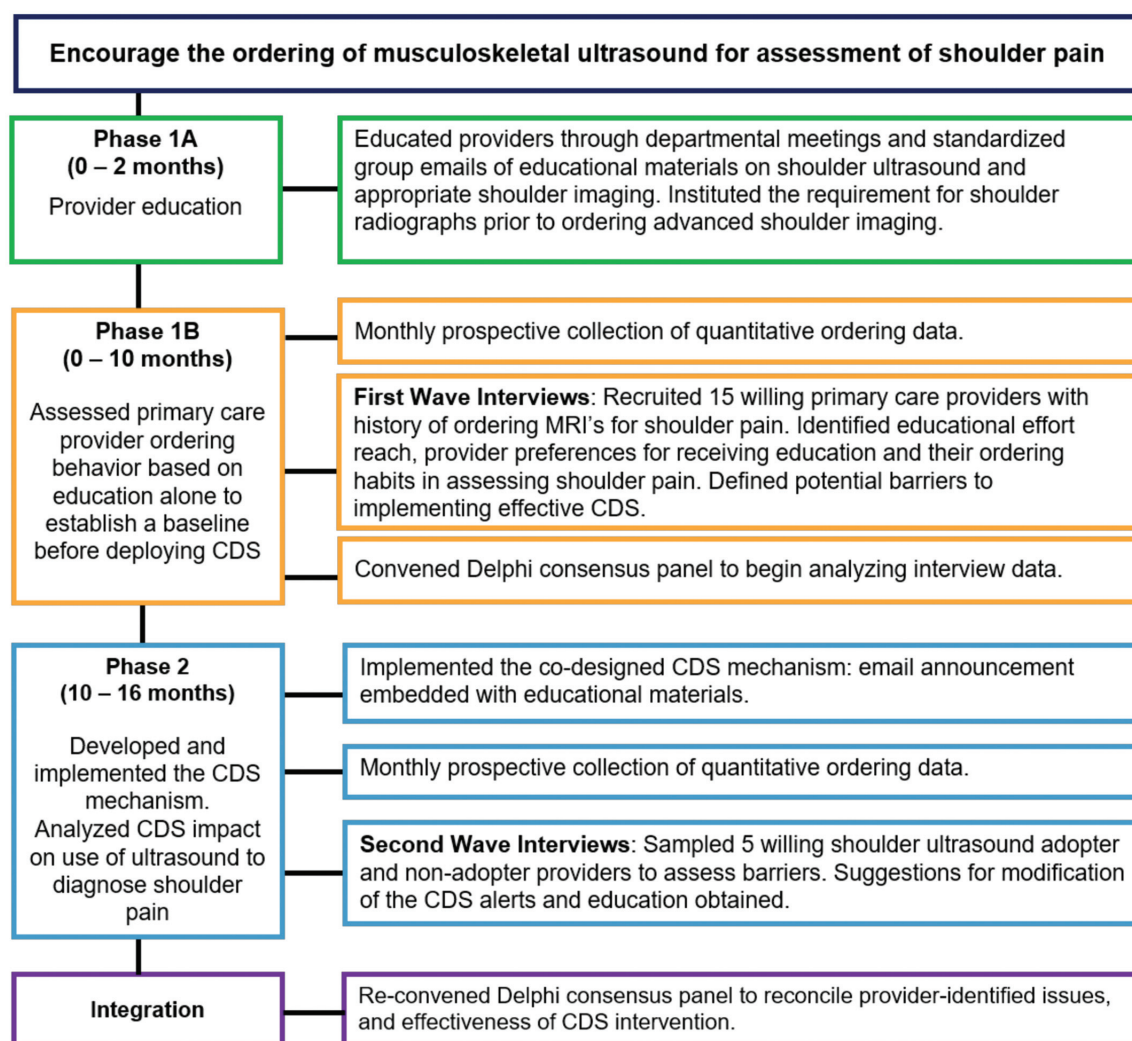 Encourage the ordering of musculoskeletal ultrasound for assessment of shoulder pain
Phase 1A
(0 – 2 months)
Provider education
Educated providers through departmental meetings and standardized
group emails of educational materials on shoulder ultrasound and
appropriate shoulder imaging. Instituted the requirement for shoulder
radiographs prior to ordering advanced shoulder imaging.
Phase 1B
(0 – 10 months)
Assessed primary care
provider ordering
behavior based on
education alone to
establish a baseline
before deploying CDS
Monthly prospective collection of quantitative ordering data.
First Wave Interviews: Recruited 15 willing primary care providers with
history of ordering MRI's for shoulder pain. Identified educational effort
reach, provider preferences for receiving education and their ordering
habits in assessing shoulder pain. Defined potential barriers to
implementing effective CDS.
Convened Delphi consensus panel to begin analyzing interview data.
Phase 2
(10 – 16 months)
Developed and
implemented the CDS
mechanism.
Analyzed CDS impact
on use of ultrasound to
diagnose shoulder
pain
Implemented the co-designed CDS mechanism: email announcement
embedded with educational materials.
Monthly prospective collection of quantitative ordering data.
Second Wave Interviews: Sampled 5 willing shoulder ultrasound adopter
and non-adopter providers to assess barriers. Suggestions for modification
of the CDS alerts and education obtained.
Integration
Re-convened Delphi consensus panel to reconcile provider-identified issues,
and effectiveness of CDS intervention.